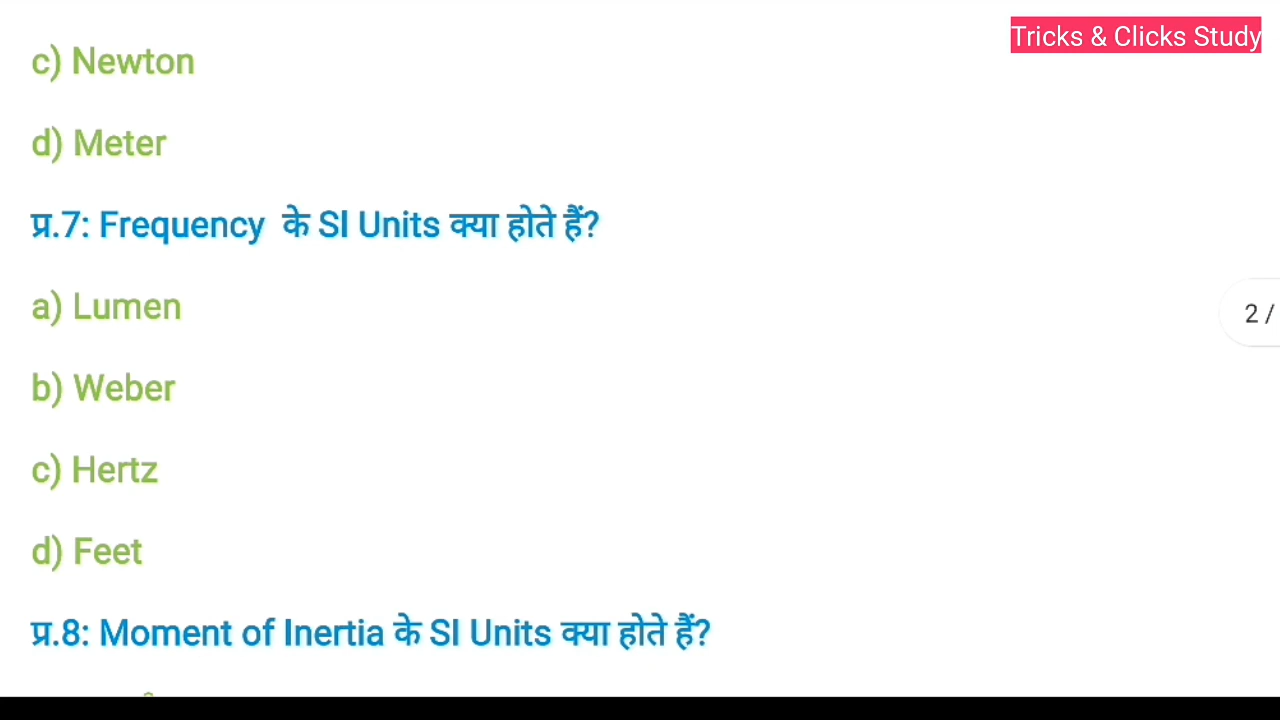 Tricks & Clicks Study
c) Newton
d) Meter
प्र.7: Frequency के SI Units क्या होते हैं?
a) Lumen
2 /
b) Weber
c) Hertz
d) Feet
प्र.8: Moment of Inertia के SI Units क्या होते हैं?